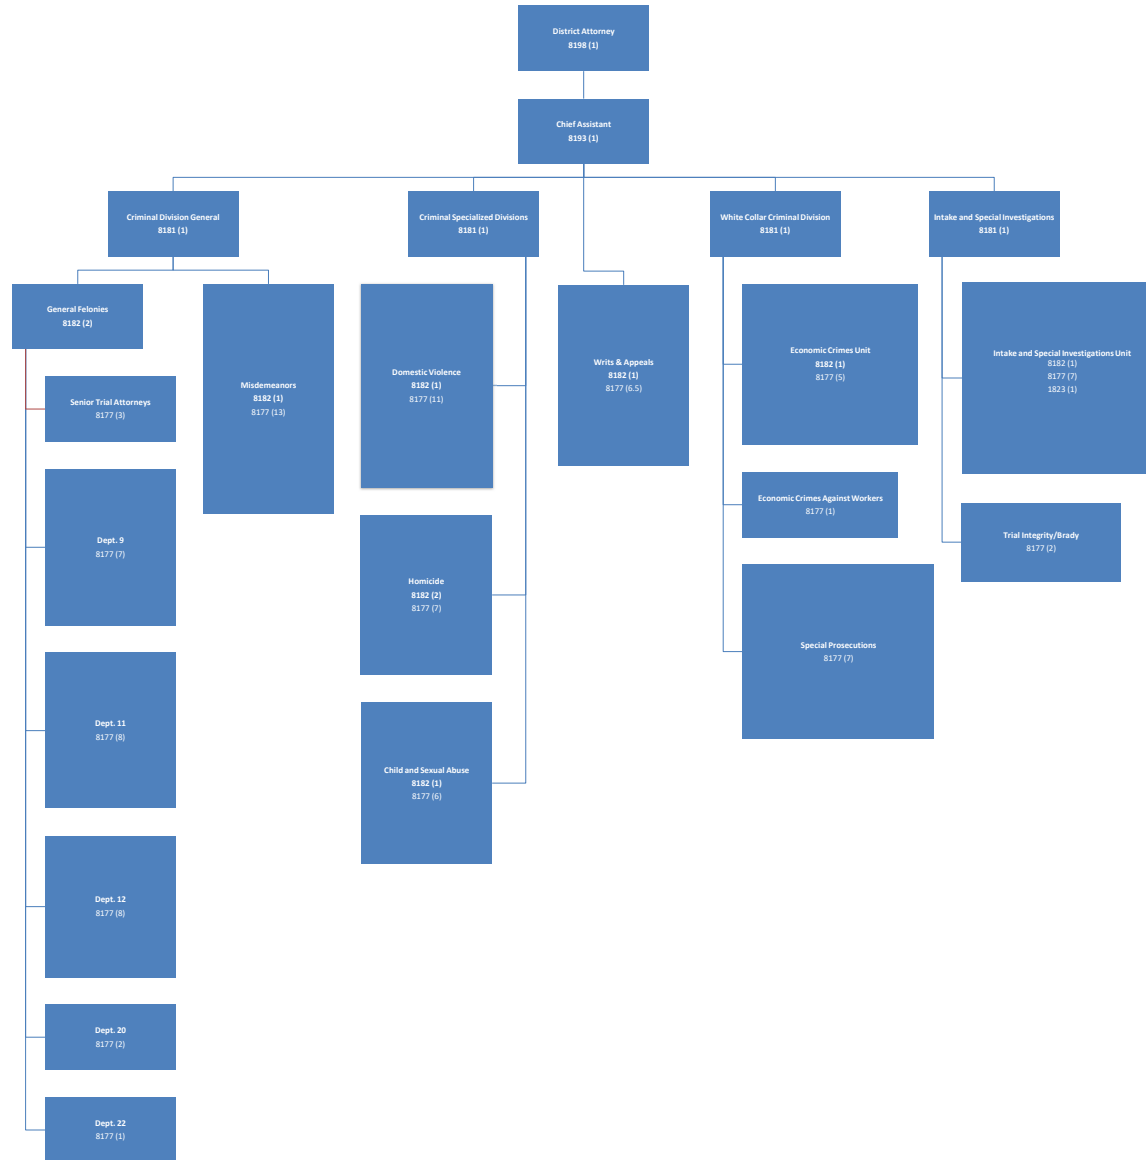 District Attorney
8198 (1)
Chief Assistant
8193 (1)
Criminal Division General
8181 (1)
Criminal Specialized Divisions
8181 (1)
White Collar Criminal Division
8181 (1)
Intake and Special Investigations
8181 (1)
General Felonies
8182 (2)
Senior Trial Attorneys
8177 (3)
Dept. 9
8177 (7)
Dept. 11
8177 (8)
Dept. 12
8177 (8)
Dept. 20
8177 (2)
Dept. 22
8177 (1)
Misdemeanors
8182 (1)
8177 (13)
Domestic Violence
8182 (1)
8177 (11)
Homicide
8182 (2)
8177 (7)
Child and Sexual Abuse
8182 (1)
8177 (6)
Writs & Appeals
8182 (1)
8177 (6.5)
Economic Crimes Unit
8182 (1)
8177 (5)
Economic Crimes Against Workers
8177 (1)
Special Prosecutions
8177 (7)
Intake and Special Investigations Unit
8182 (1)
8177 (7)
1823 (1)
Trial Integrity/Brady
8177 (2)